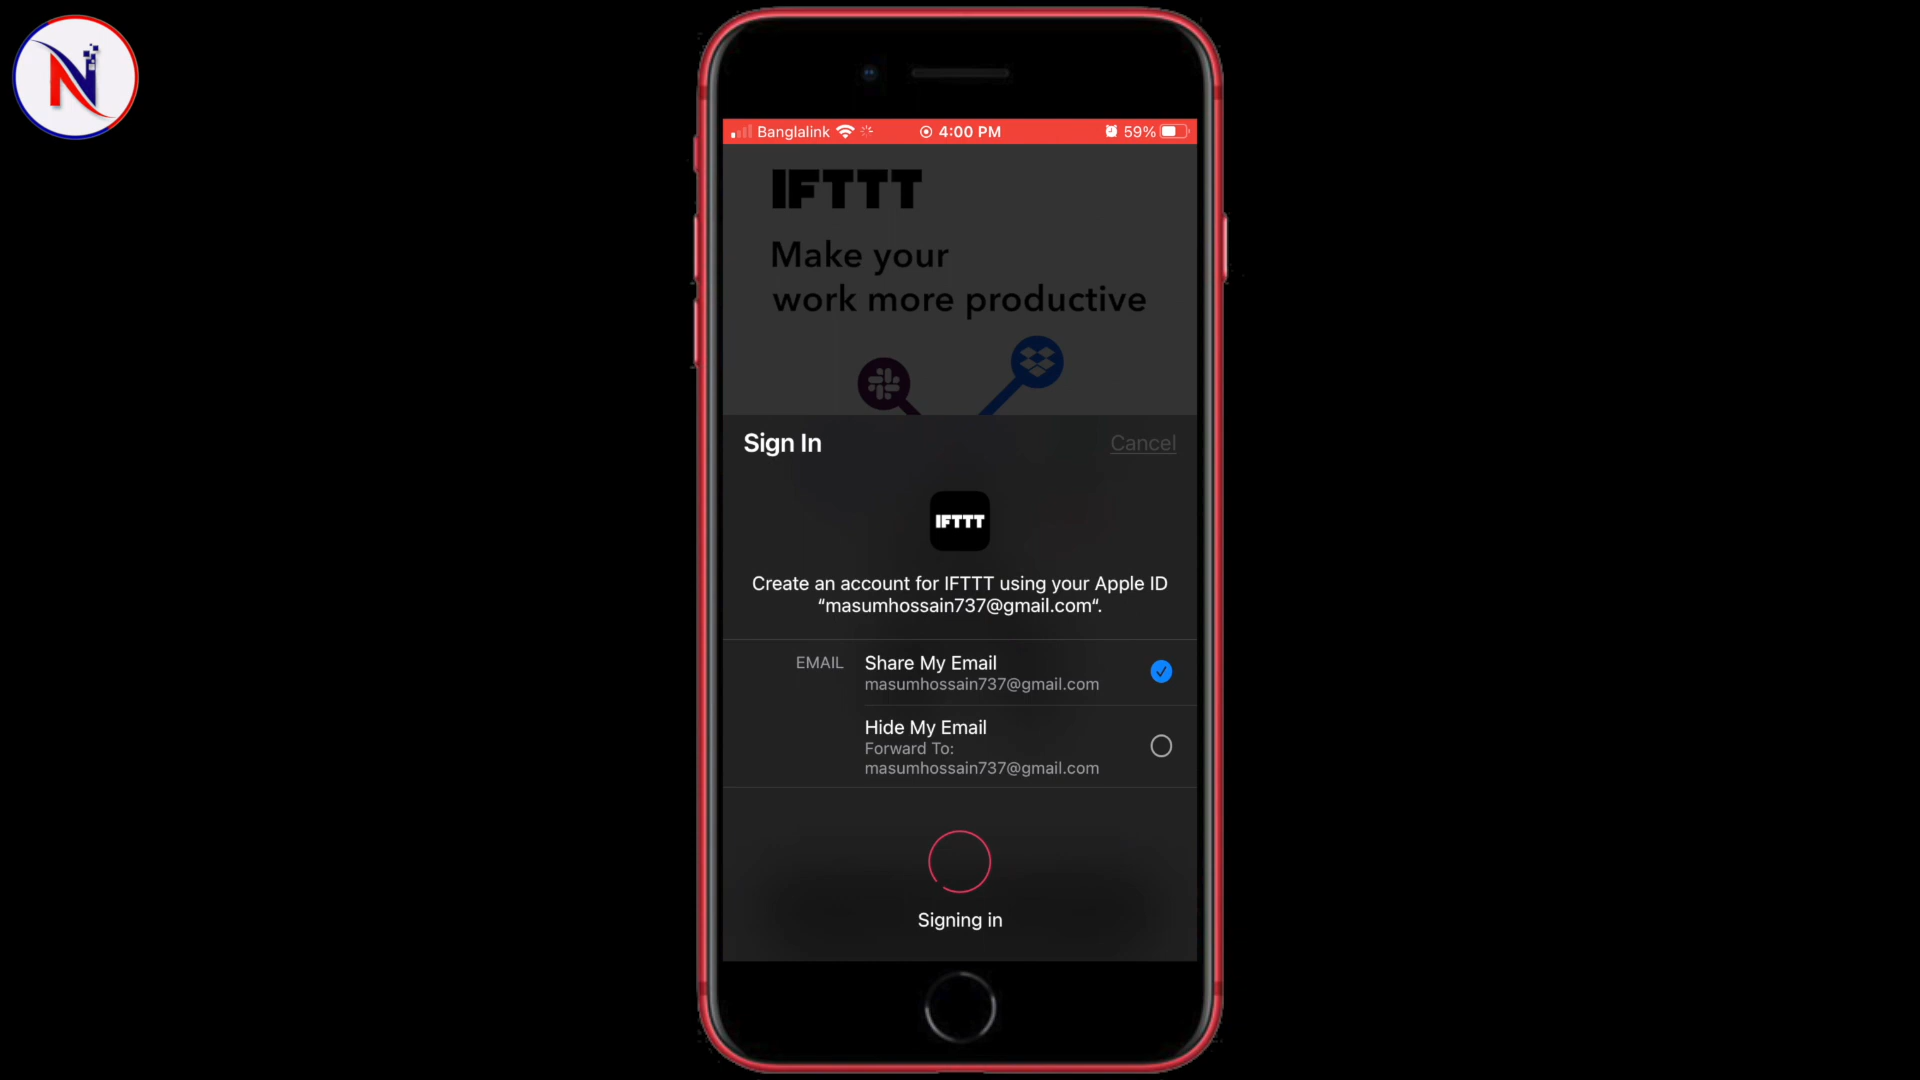 N
Banglalink
4:00 PM
59%
IFTTT
Make your
work more productive
Sign In
Cancel
IFTTT
Create an account for IFTTT using your Apple ID
“masumhossain737@gmail.com“.
EMAIL
Share My Email
masumhossain737@gmail.com
Hide My Email
Forward To:
masumhossain737@gmail.com
Signing in